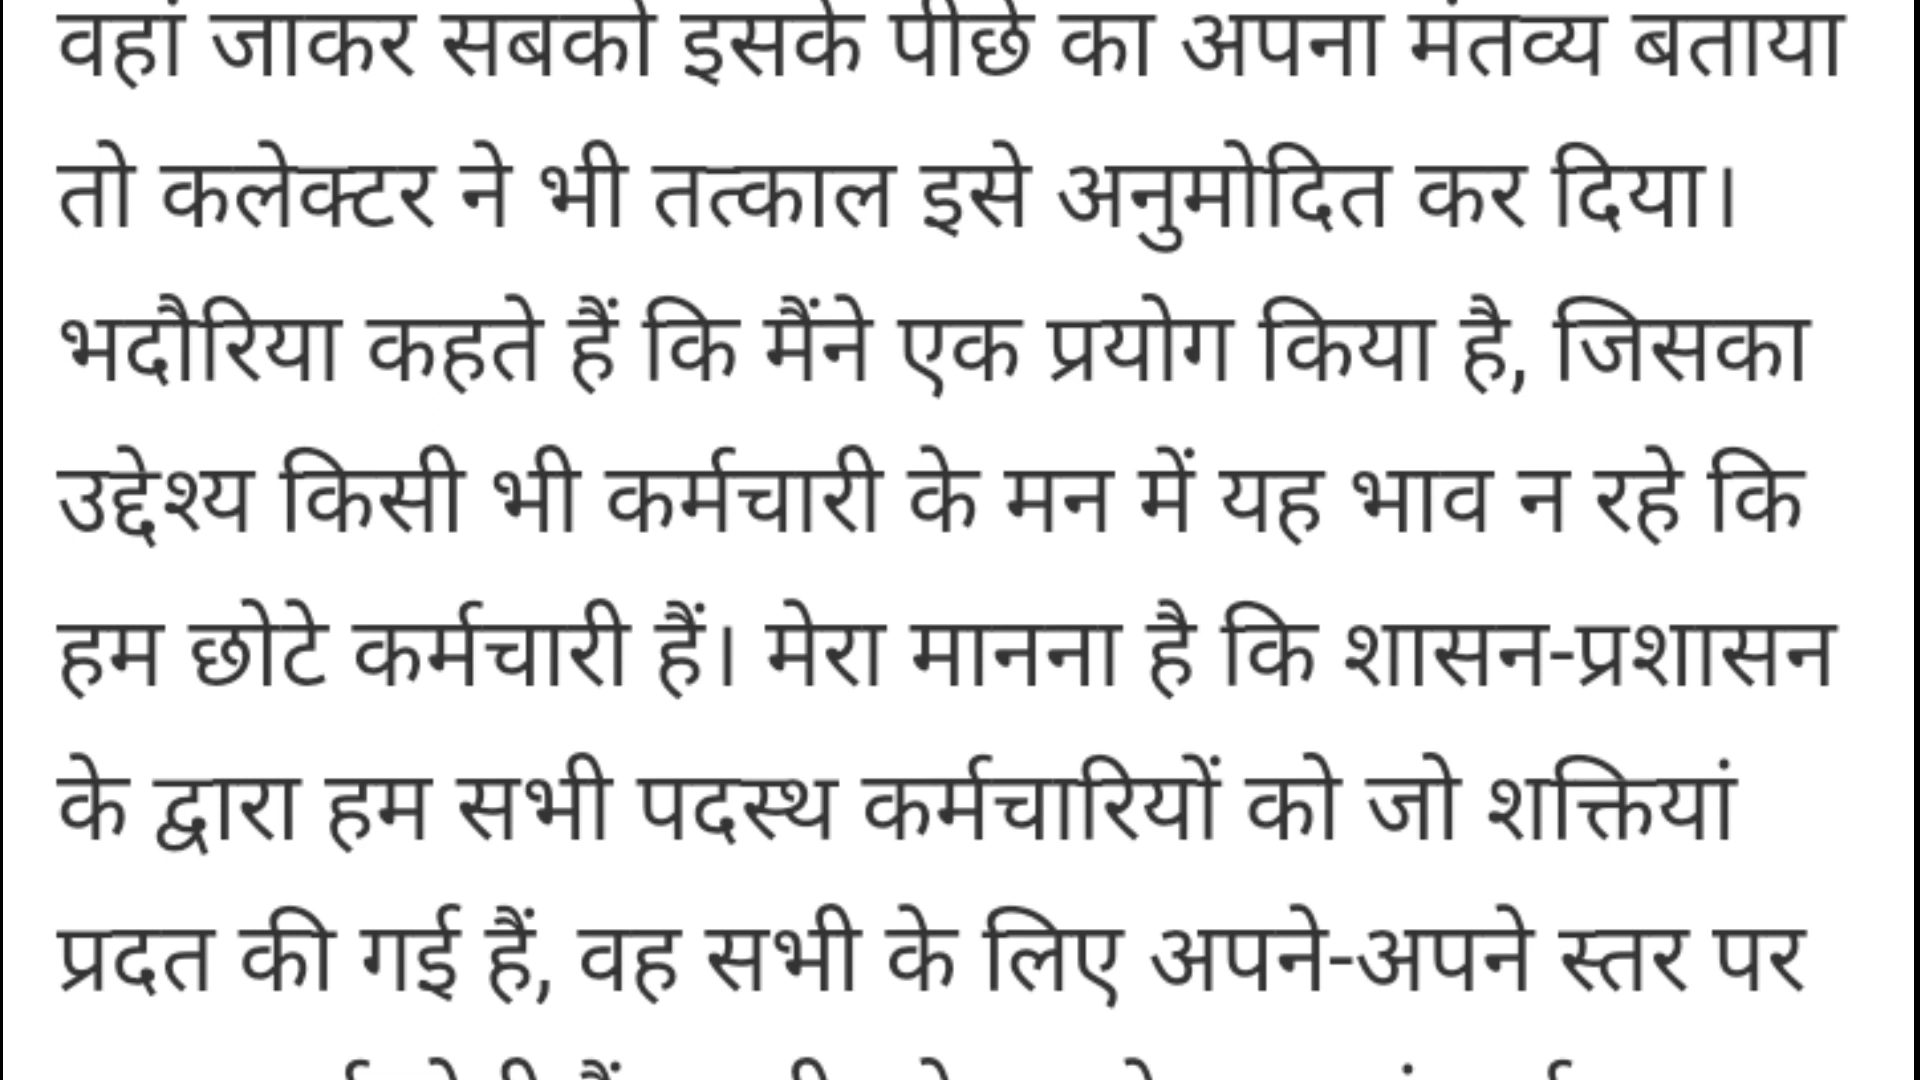 वहां जाकर सबको इसके पीछे का अपना मंतव्य बताया
तो कलेक्टर ने भी तत्काल इसे अनुमोदित कर दिया।
भदौरिया कहते हैं कि मैंने एक प्रयोग किया है, जिसका
उद्देश्य किसी भी कर्मचारी के मन में यह भाव न रहे कि
हम छोटे कर्मचारी हैं। मेरा मानना है कि शासन-प्रशासन
के द्वारा हम सभी पदस्थ कर्मचारियों को जो शक्तियां
प्रदत की गई हैं, वह सभी के लिए अपने-अपने स्तर पर